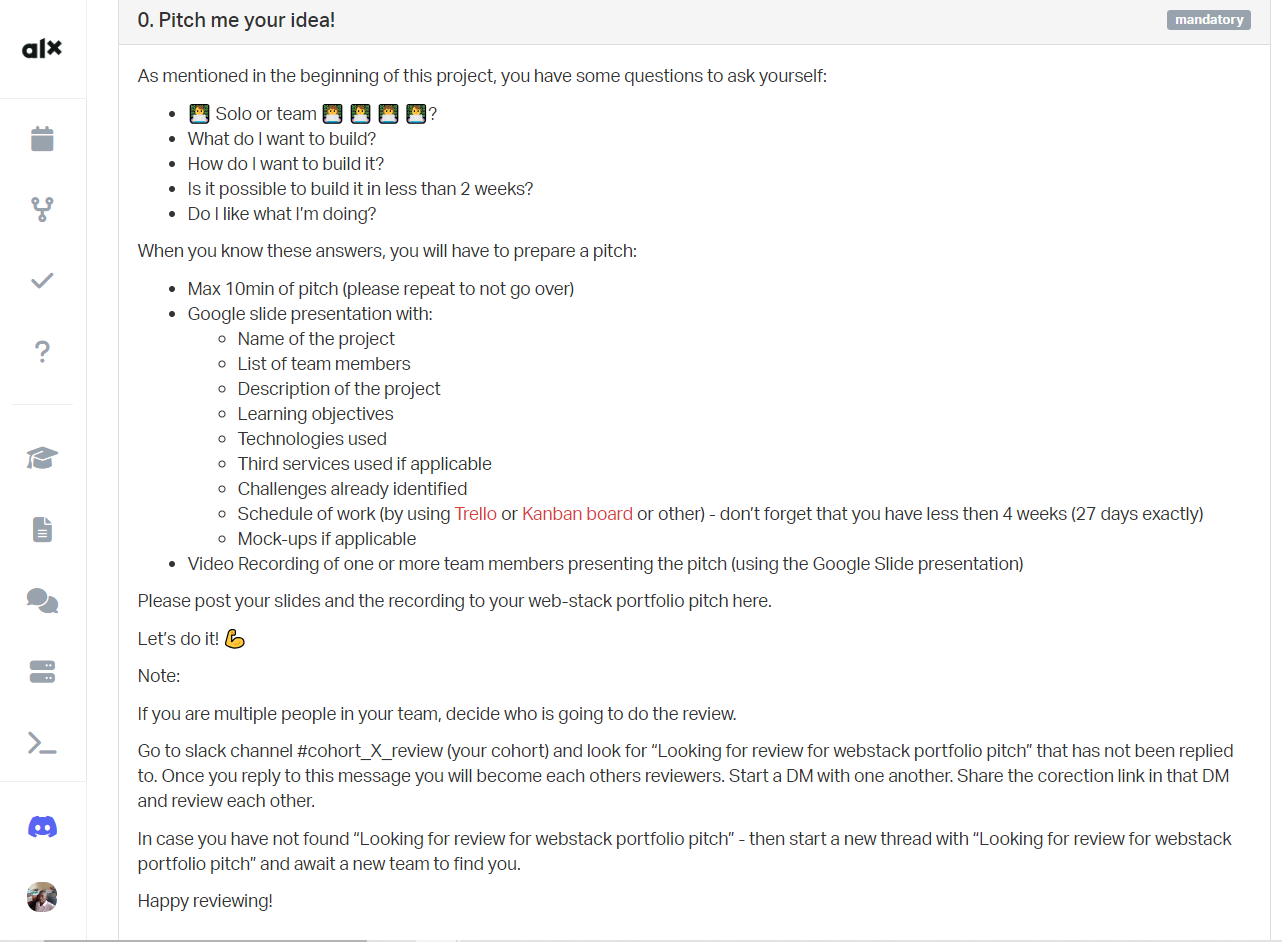 alx
0. Pitch me your idea!
mandatory
As mentioned in the beginning of this project, you have some questions to ask yourself:
Solo or team ?
What do I want to build?
How do I want to build it?
Is it possible to build it in less than 2 weeks?
Do I like what I'm doing?
When you know these answers, you will have to prepare a pitch:
Max 10min of pitch (please repeat to not go over)
Google slide presentation with:
Name of the project
List of team members
Description of the project
Learning objectives
Technologies used
Third services used if applicable
Challenges already identified
Schedule of work (by using Trello or Kanban board or other) - don't forget that you have less then 4 weeks (27 days exactly)
Mock-ups if applicable
Video Recording of one or more team members presenting the pitch (using the Google Slide presentation)
Please post your slides and the recording to your web-stack portfolio pitch here.
Let's do it! 💪
Note:
If you are multiple people in your team, decide who is going to do the review.
Go to slack channel #cohort_X_review (your cohort) and look for “Looking for review for webstack portfolio pitch” that has not been replied
to. Once you reply to this message you will become each others reviewers. Start a DM with one another. Share the corection link in that DM
and review each other.
In case you have not found “Looking for review for webstack portfolio pitch” - then start a new thread with “Looking for review for webstack
portfolio pitch” and await a new team to find you.
Happy reviewing!